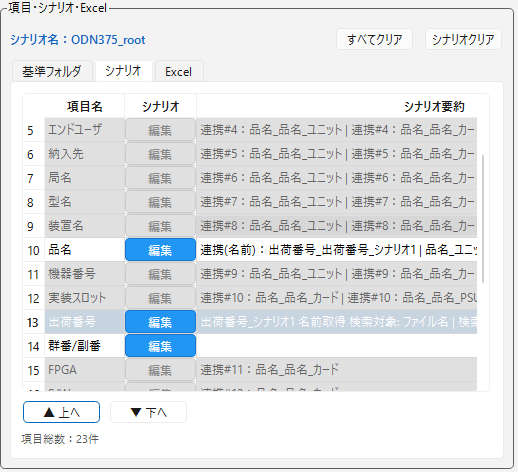 項目・シナリオ・Excel
シナリオ名：ODN375_root
すべてクリア
シナリオクリア
基準フォルダ
シナリオ
Excel
項目名 シナリオ シナリオ要約
5 エンドユーザ 編集 連携#4：品名_品名_ユニット | 連携#4：品名_品名_カー
6 納入先 編集 連携#5：品名_品名_ユニット | 連携#5：品名_品名_カー
7 局名 編集 連携#6：品名_品名_ユニット | 連携#6：品名_品名_カー
8 型名 編集 連携#7：品名_品名_ユニット | 連携#7：品名_品名_カー
9 装置名 編集 連携#8：品名_品名_ユニット | 連携#8：品名_品名_カー
10 品名 編集 連携(名前)：出荷番号_出荷番号_シナリオ1 | 品名_ユニッ
11 機器番号 編集 連携#9：品名_品名_ユニット | 連携#9：品名_品名_カー
12 実装スロット 編集 連携#10：品名_品名_カード | 連携#10：品名_品名_PSU
13 出荷番号 編集 出荷番号_シナリオ1 名前取得 検索対象: ファイル名 | 検索
14 群番/副番 編集
15 FPGA 編集 連携#11：品名_品名_カード
▲ 上へ
▼ 下へ
項目総数：23件